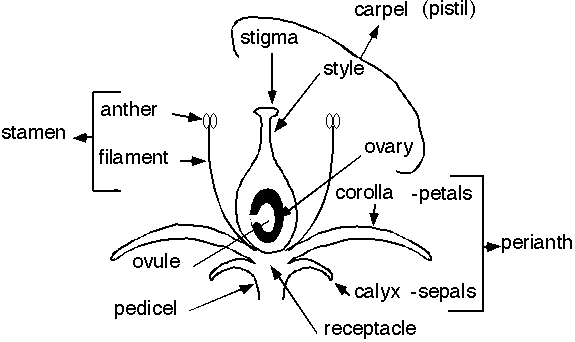 carpel (pistil)
stigma
style
anther
stamen
filament
ovary
corolla -petals
perianth
ovule
calyx -sepals
pedicel
receptacle